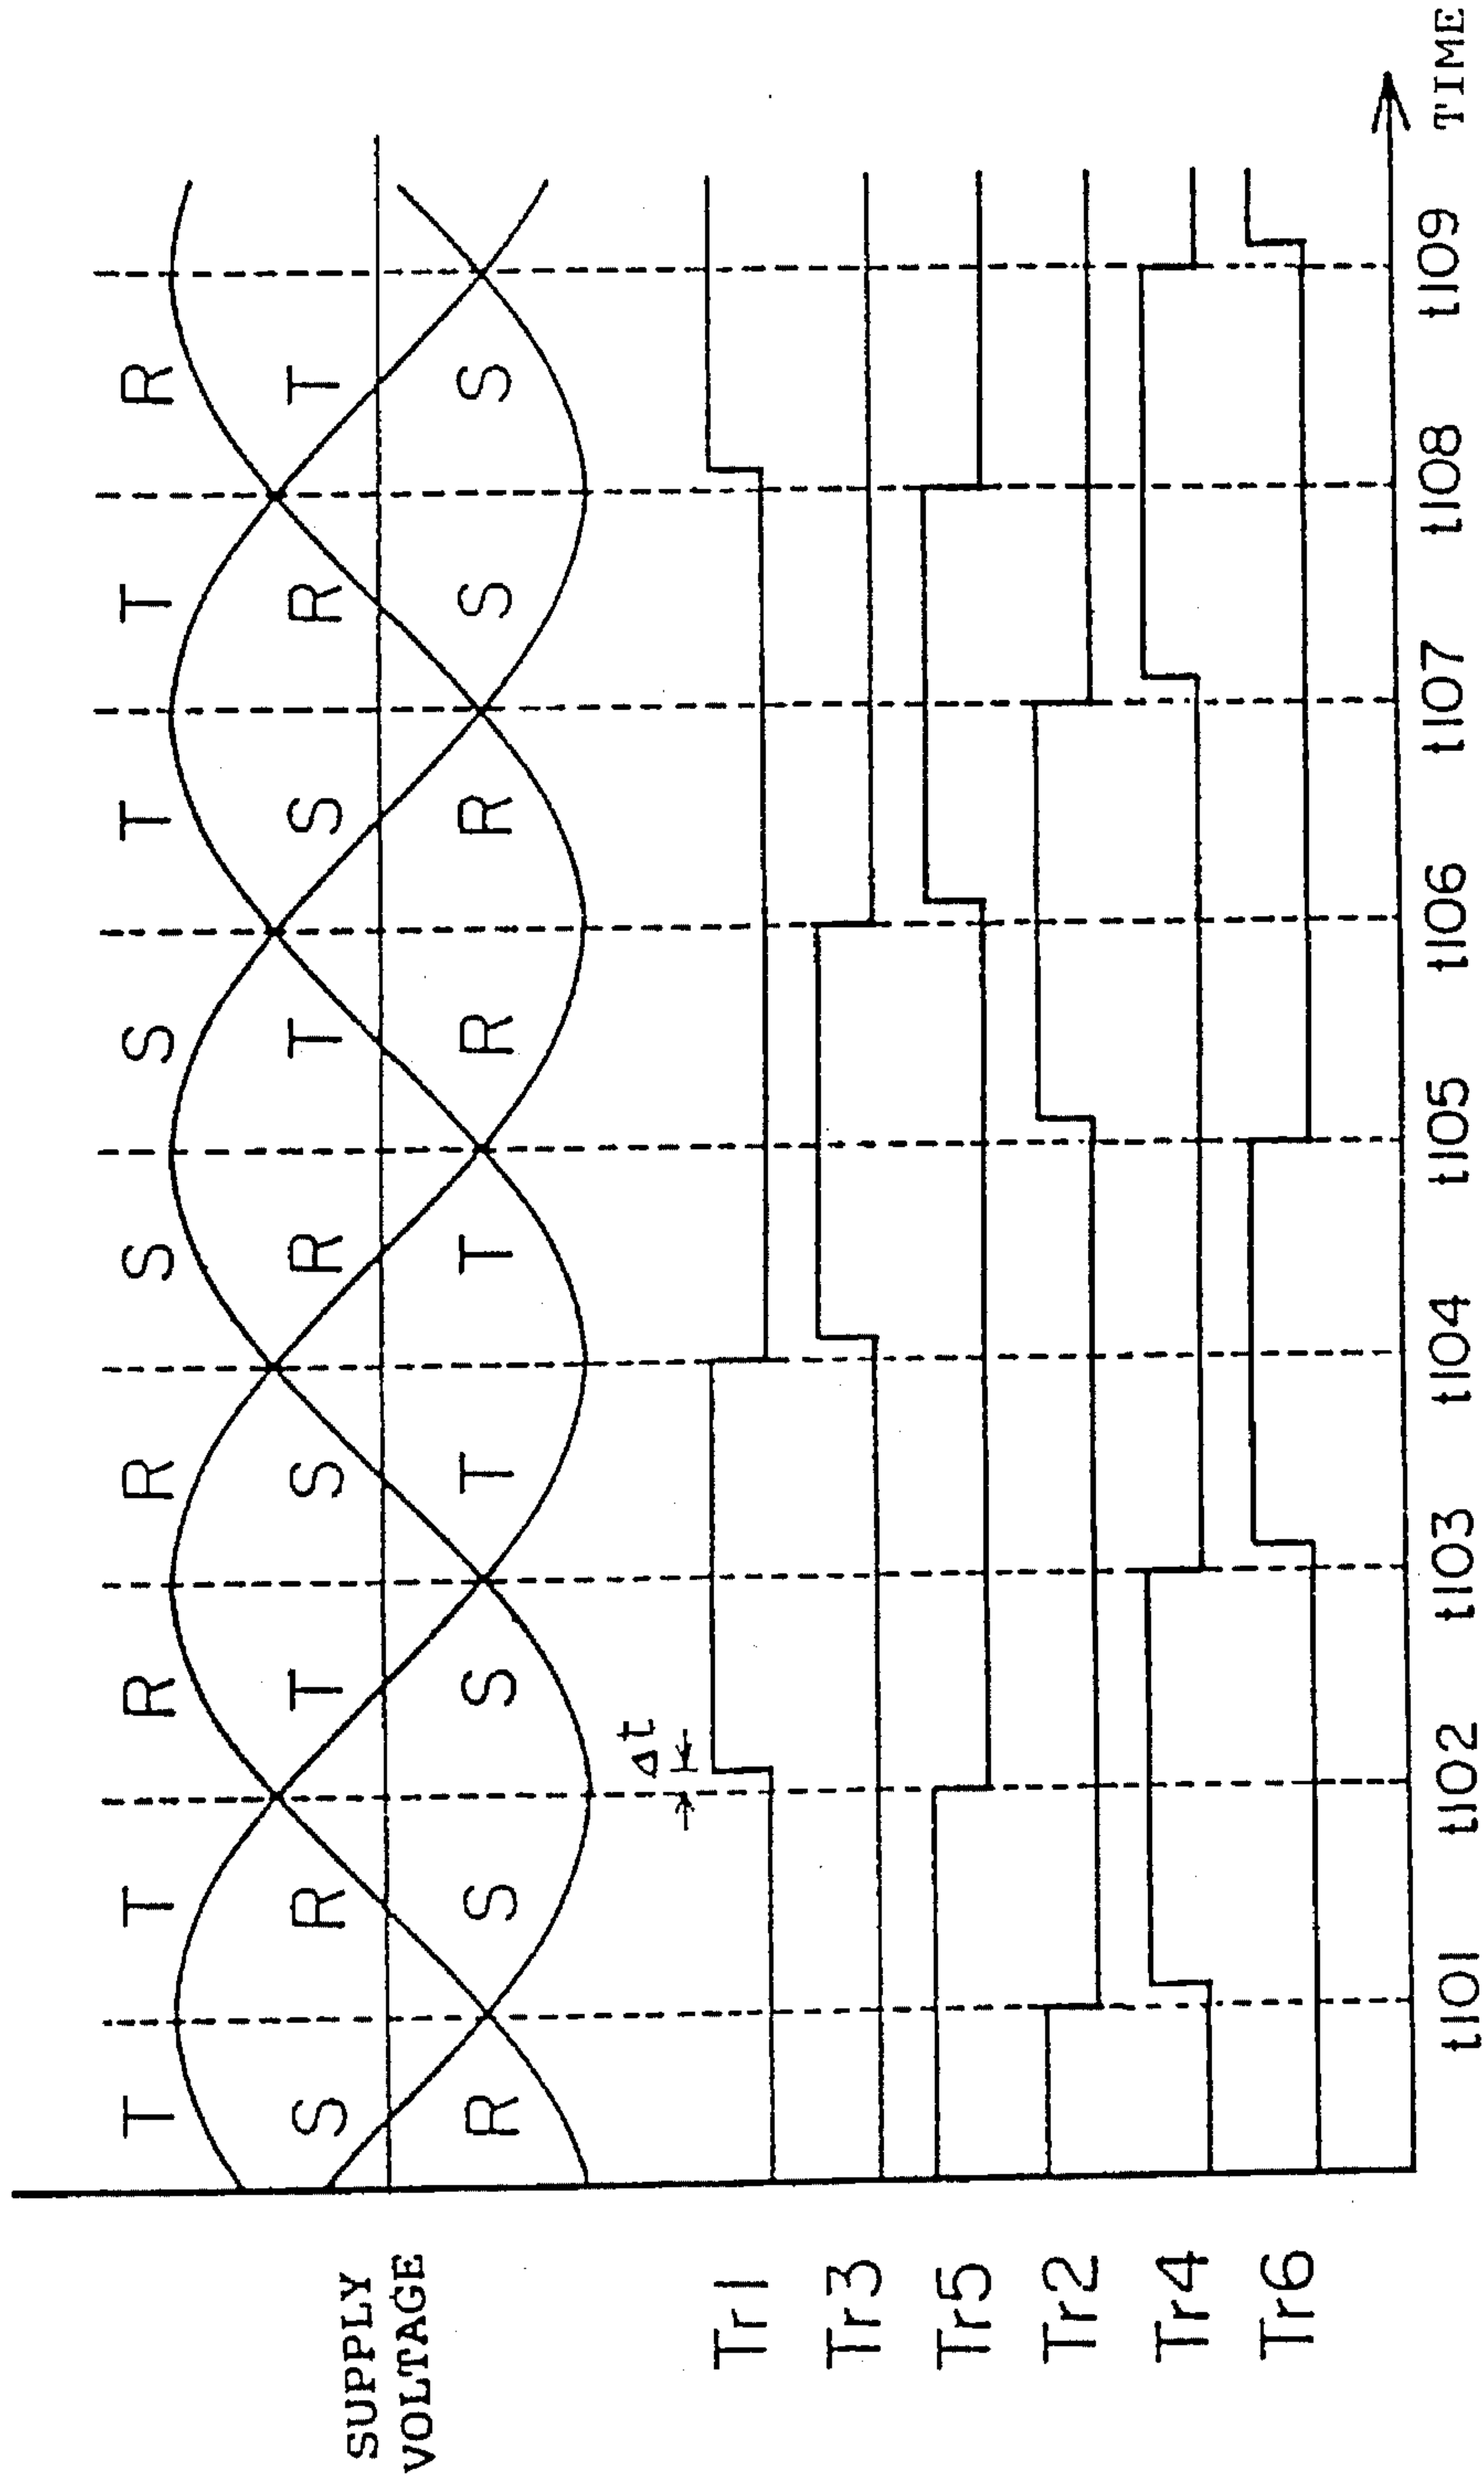 T T R R S S T T R
S R T S R T S R T
R S S T T R R S S
SUPPLY
VOLTAGE
Δt
Tr1
Tr3
Tr5
Tr2
Tr4
Tr6
t101 t102 t103 t104 t105 t106 t107 t108 t109 TIME